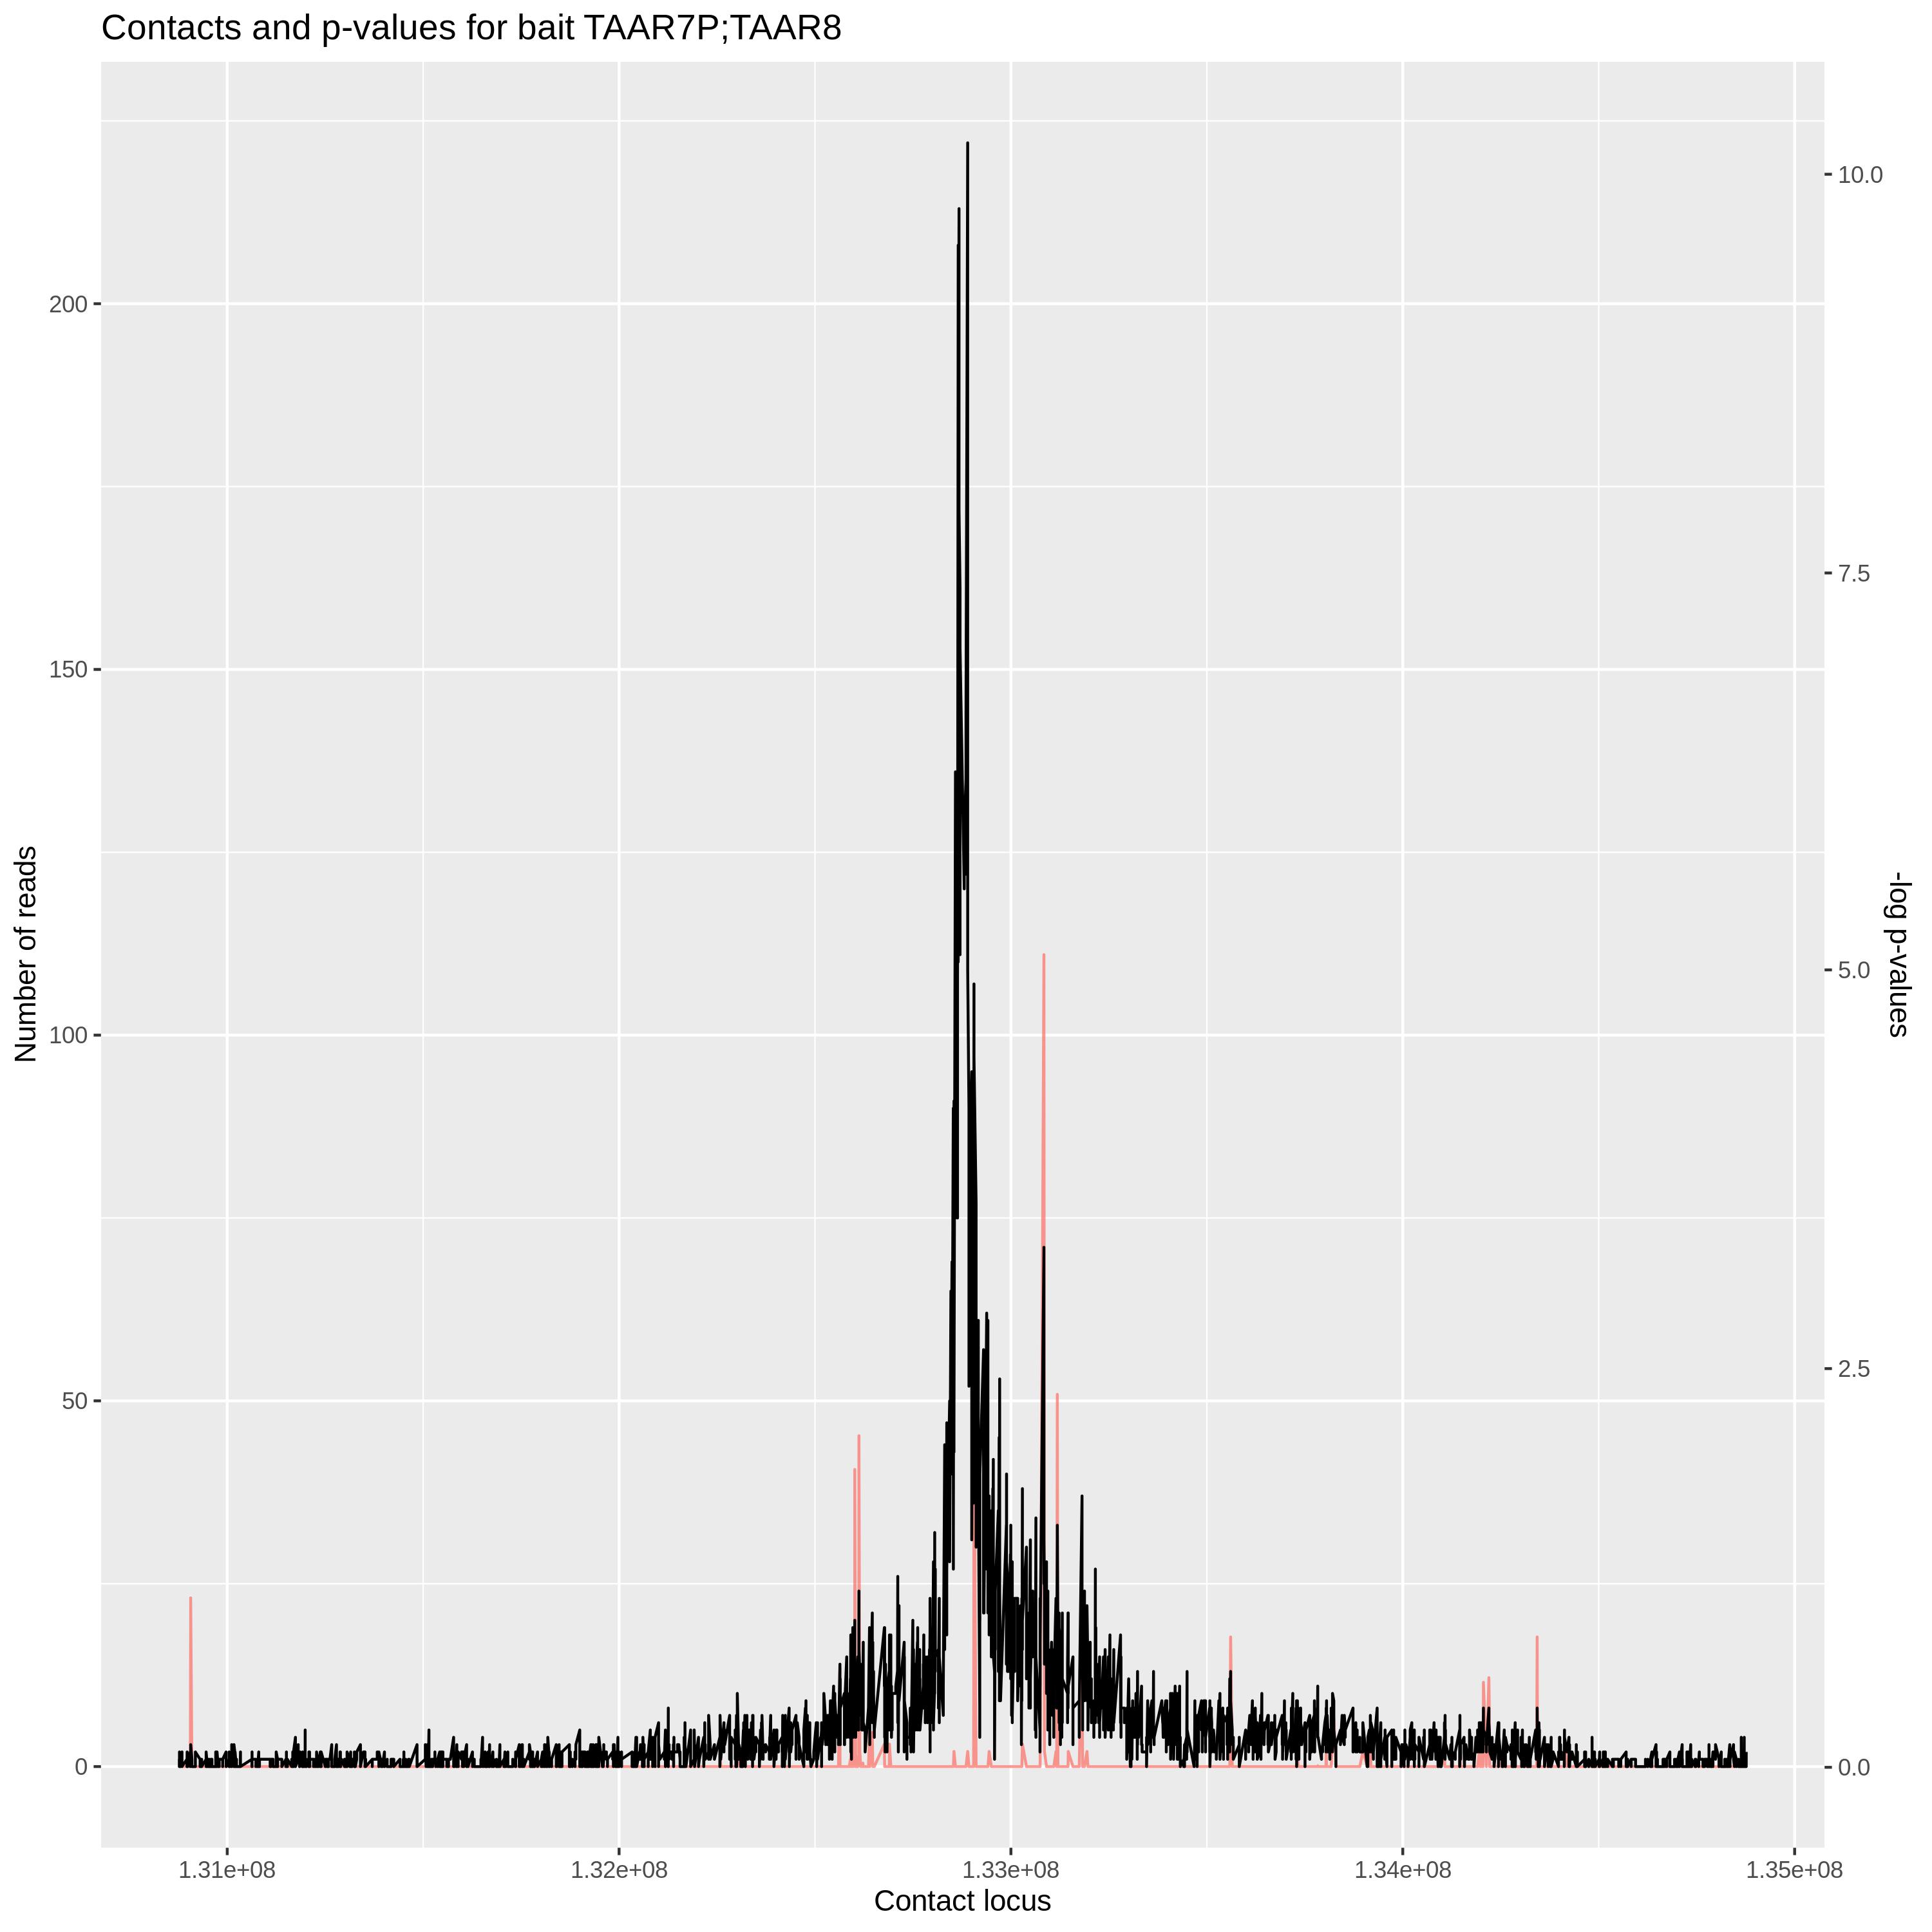 Contacts and p-values for bait TAAR7P;TAAR8
Number of reads
200
150
100
50
0
10.0
7.5
5.0
2.5
0.0
-log p-values
1.31e+08 1.32e+08 1.33e+08 1.34e+08 1.35e+08
Contact locus